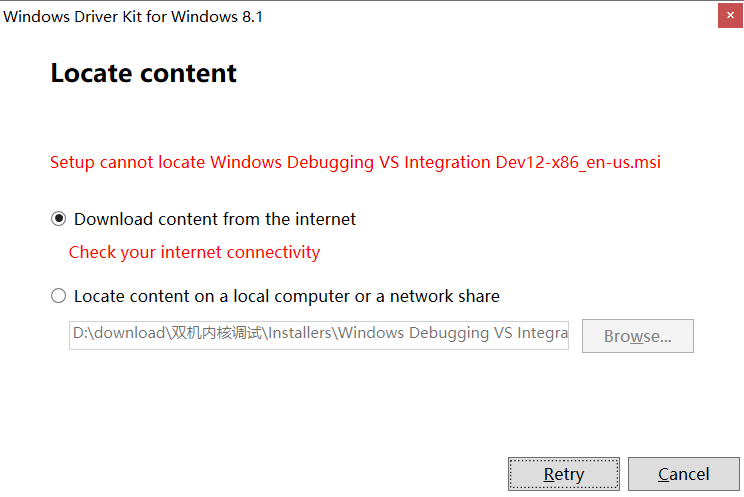 Windows Driver Kit for Windows 8.1
Locate content
Setup cannot locate Windows Debugging VS Integration Dev12-x86_en-us.msi
Download content from the internet
Check your internet connectivity
Locate content on a local computer or a network share
D:\download\双机内核调试\Installers\Windows Debugging VS Integra
Browse...
Retry
Cancel